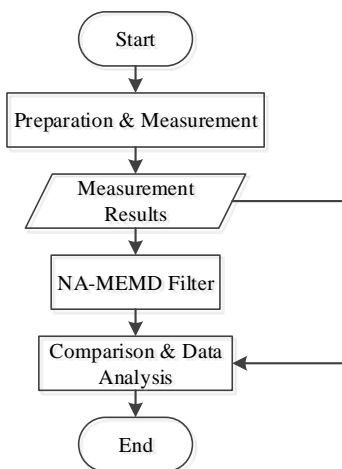 Start
Preparation & Measurement
Measurement
Results
NA-MEMD Filter
Comparison & Data
Analysis
End